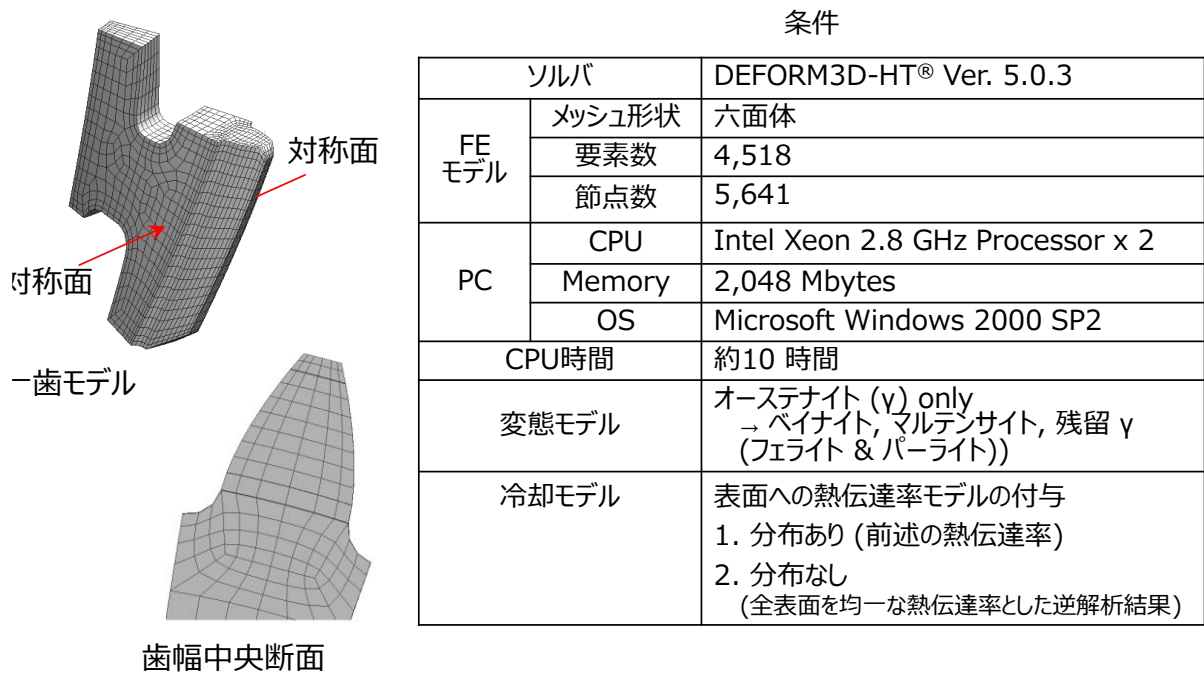 条件
対称面
対称面
一歯モデル
歯幅中央断面
ソルバ DEFORM3D-HT® Ver. 5.0.3
FE
モデル
メッシュ形状 六面体
要素数 4,518
節点数 5,641
PC
CPU Intel Xeon 2.8 GHz Processor x 2
Memory 2,048 Mbytes
OS Microsoft Windows 2000 SP2
CPU時間 約10 時間
変態モデル オーステナイト (γ) only
→ ベイナイト, マルテンサイト, 残留 γ
(フェライト & パーライト))
冷却モデル 表面への熱伝達率モデルの付与
1. 分布あり (前述の熱伝達率)
2. 分布なし
(全表面を均一な熱伝達率とした逆解析結果)